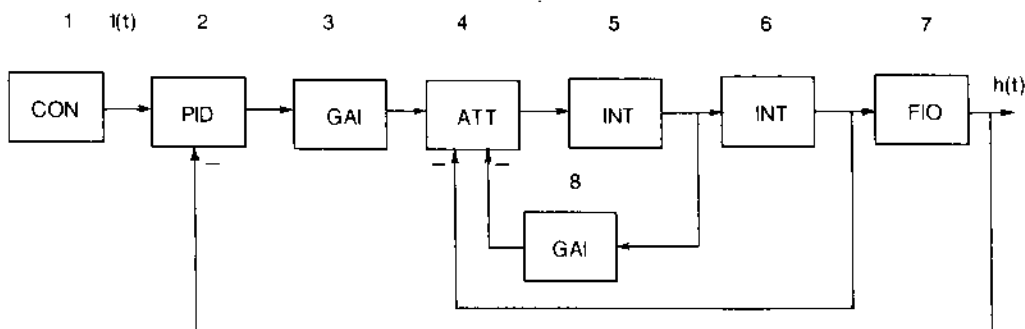 1 1(t) 2 3 4 5 6 7
h(t)
CON PID GAI ATT INT INT FIO
− − −
8
GAI